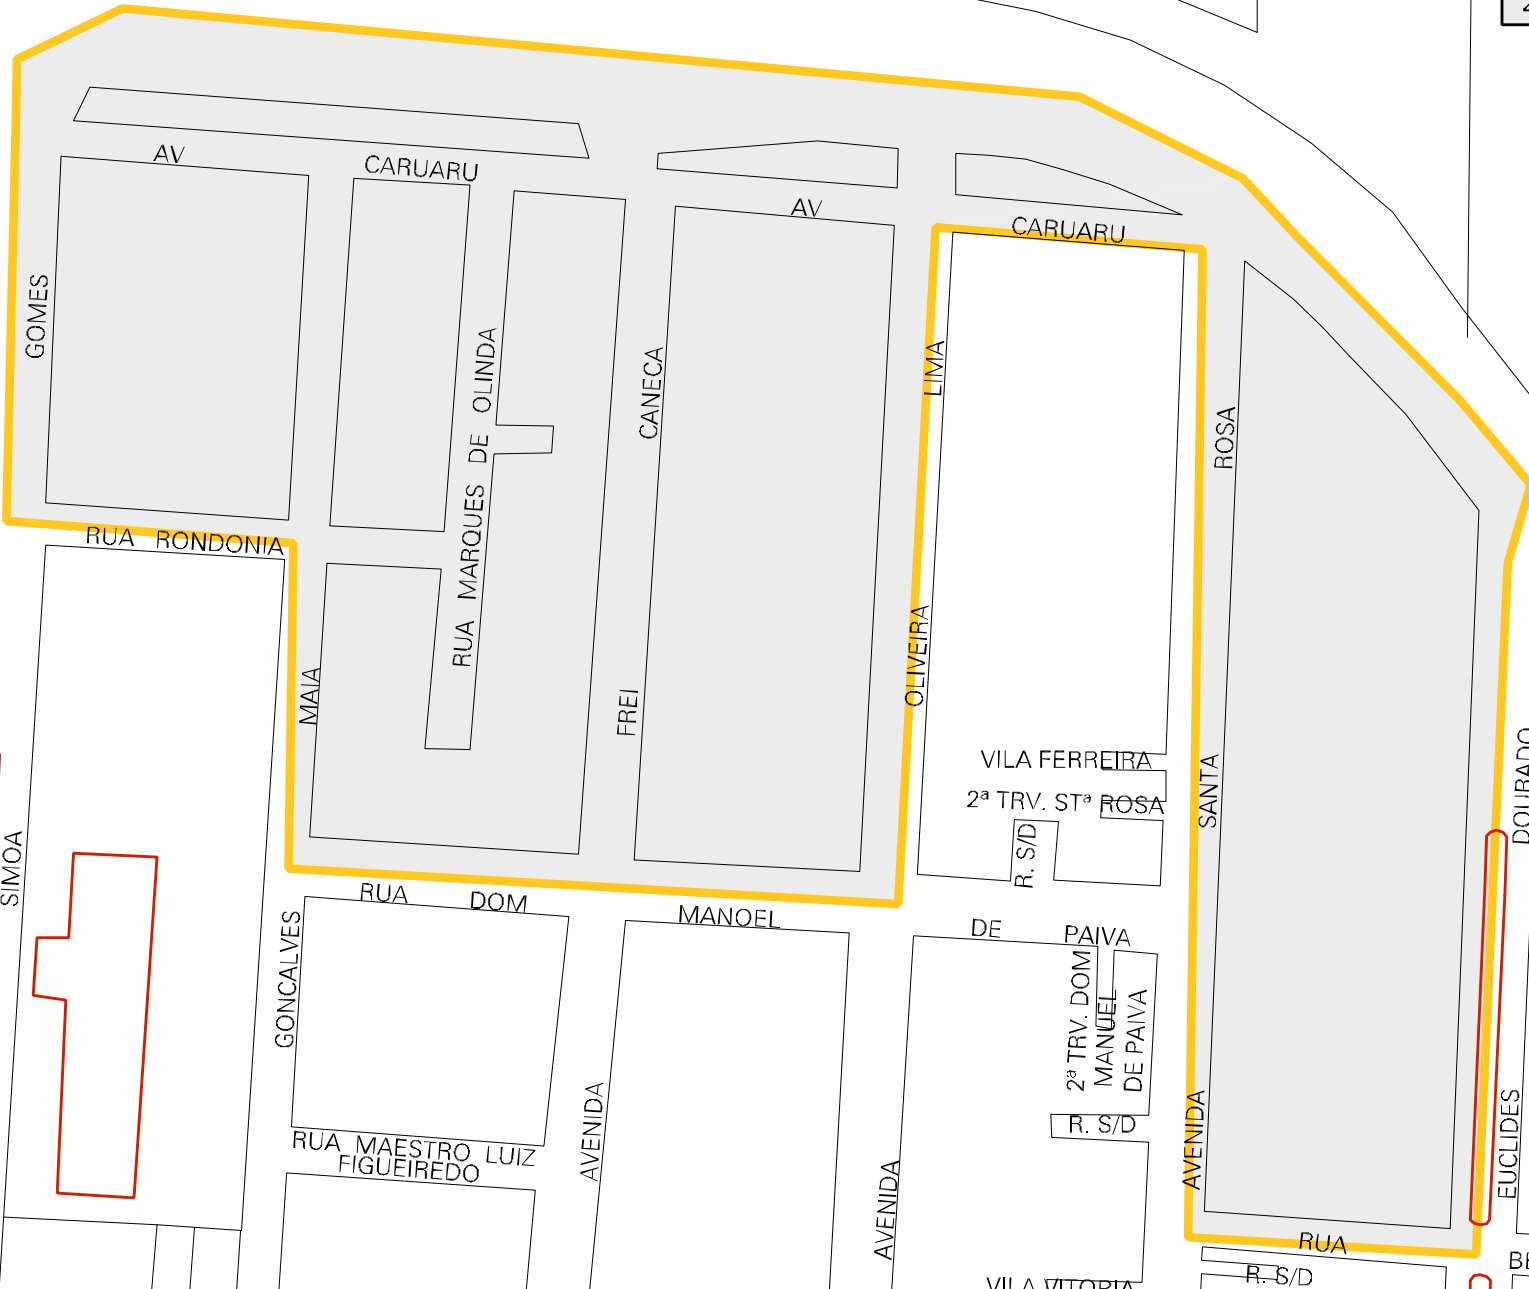 AV
CARUARU
AV
CARUARU
GOMES
RUA MARQUES DE OLINDA
FREI CANECA
OLIVEIRA LIMA
SANTA ROSA
RUA RONDONIA
MAIA
VILA FERREIRA
2ª TRV. STª ROSA
R. S/D
DOURADO
SIMOA
RUA DOM MANOEL DE PAIVA
GONCALVES
2ª TRV. DOM
MANUEL
DE PAIVA
R. S/D
RUA MAESTRO LUIZ
FIGUEIREDO
AVENIDA
AVENIDA
AVENIDA
EUCLIDES
RUA
R. S/D
VILA VITORIA